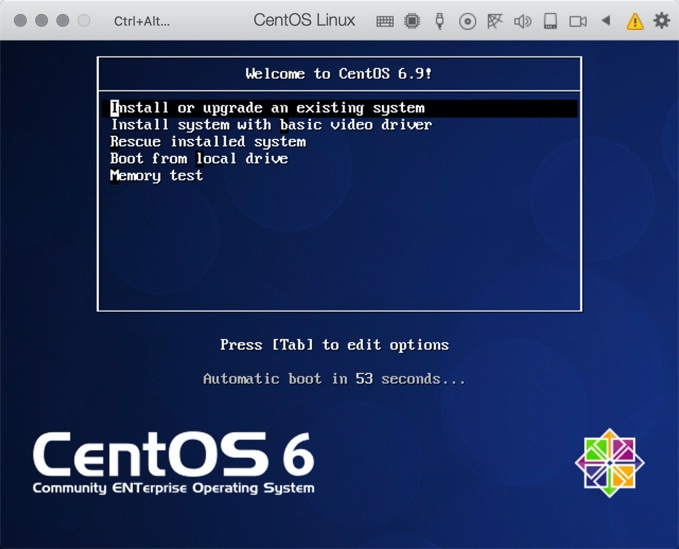 Ctrl+Alt...
CentOS Linux
Welcome to CentOS 6.9!
Install or upgrade an existing system
Install system with basic video driver
Rescue installed system
Boot from local drive
Memory test
Press [Tab] to edit options
Automatic boot in 53 seconds...
CentOS 6
Community ENTerprise Operating System